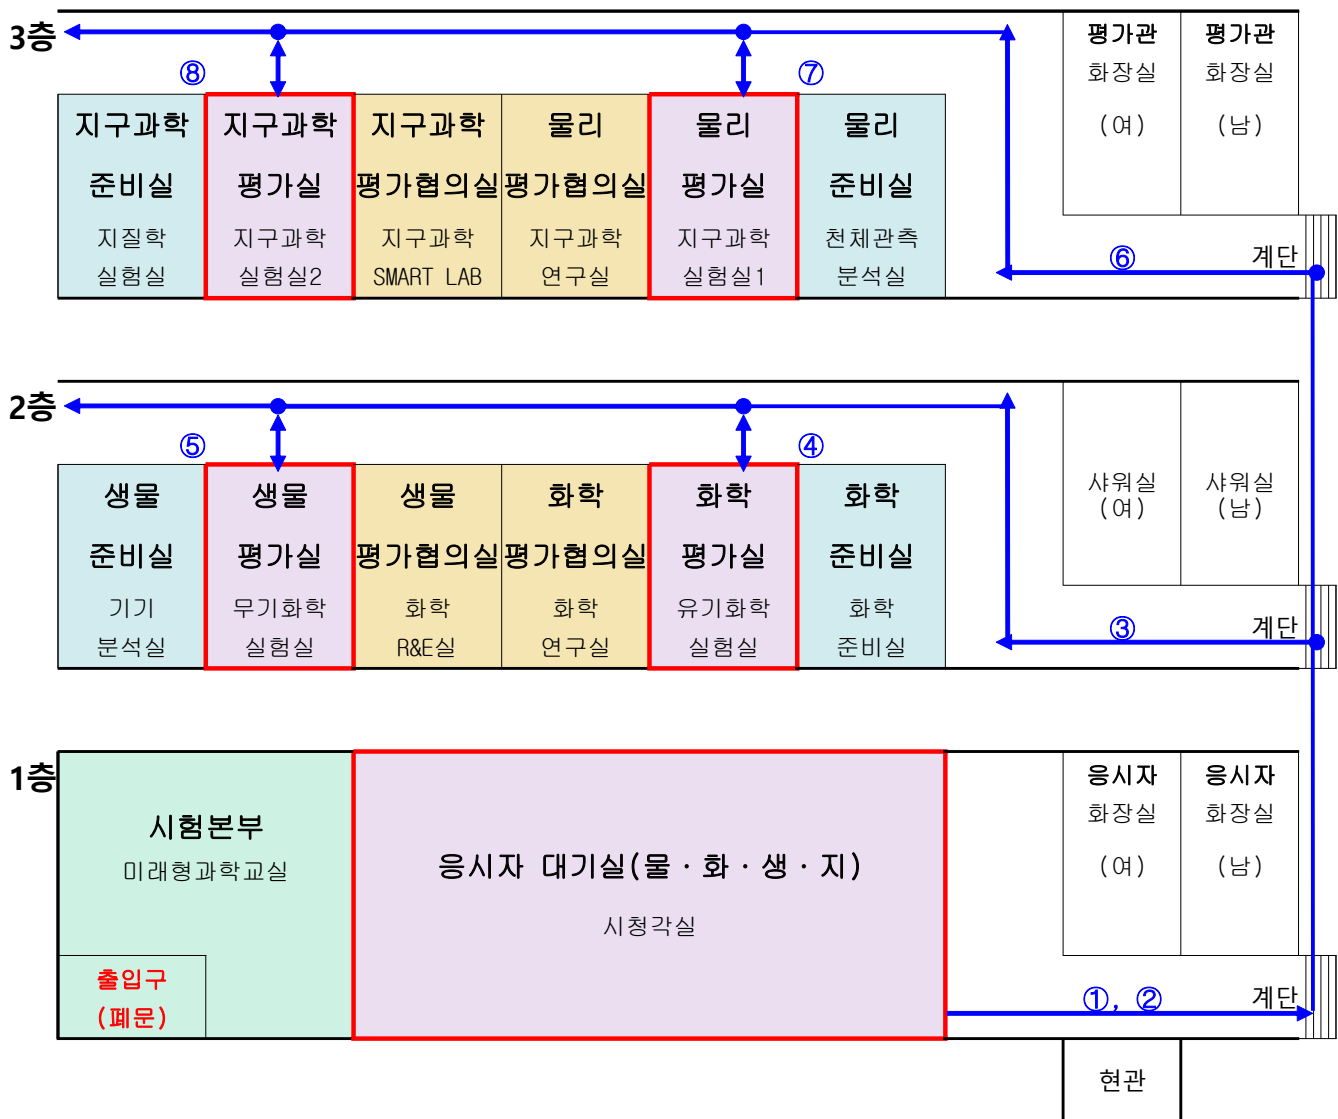 3층
⑧
⑦
평가관
화장실
(여)
평가관
화장실
(남)
지구과학
준비실
지질학
실험실
지구과학
평가실
지구과학
실험실2
지구과학
평가협의실
지구과학
SMART LAB
물리
평가협의실
지구과학
연구실
물리
평가실
지구과학
실험실1
물리
준비실
천체관측
분석실
⑥
계단
2층
⑤
④
샤워실
(여)
샤워실
(남)
생물
준비실
기기
분석실
생물
평가실
무기화학
실험실
생물
평가협의실
화학
R&E실
화학
평가협의실
화학
연구실
화학
평가실
유기화학
실험실
화학
준비실
화학
준비실
③
계단
1층
시험본부
미래형과학교실
출입구
(폐문)
응시자 대기실(물·화·생·지)
시청각실
응시자
화장실
(여)
응시자
화장실
(남)
①, ②
계단
현관